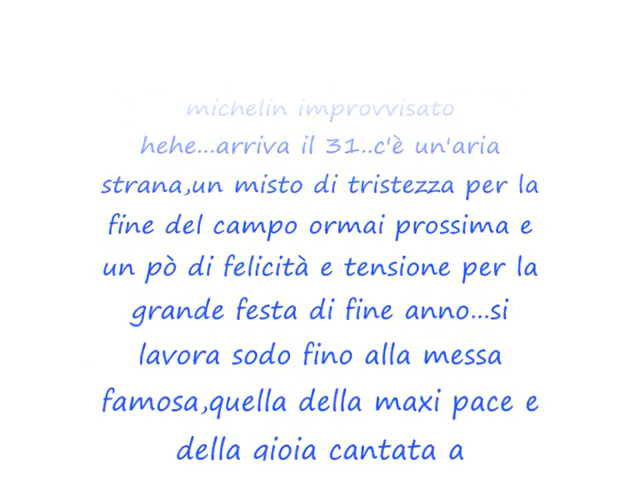 michelin improvvisato
hehe...arriva il 31..c'è un'aria
strana,un misto di tristezza per la
fine del campo ormai prossima e
un pò di felicità e tensione per la
grande festa di fine anno...si
lavora sodo fino alla messa
famosa,quella della maxi pace e
della gioia cantata a